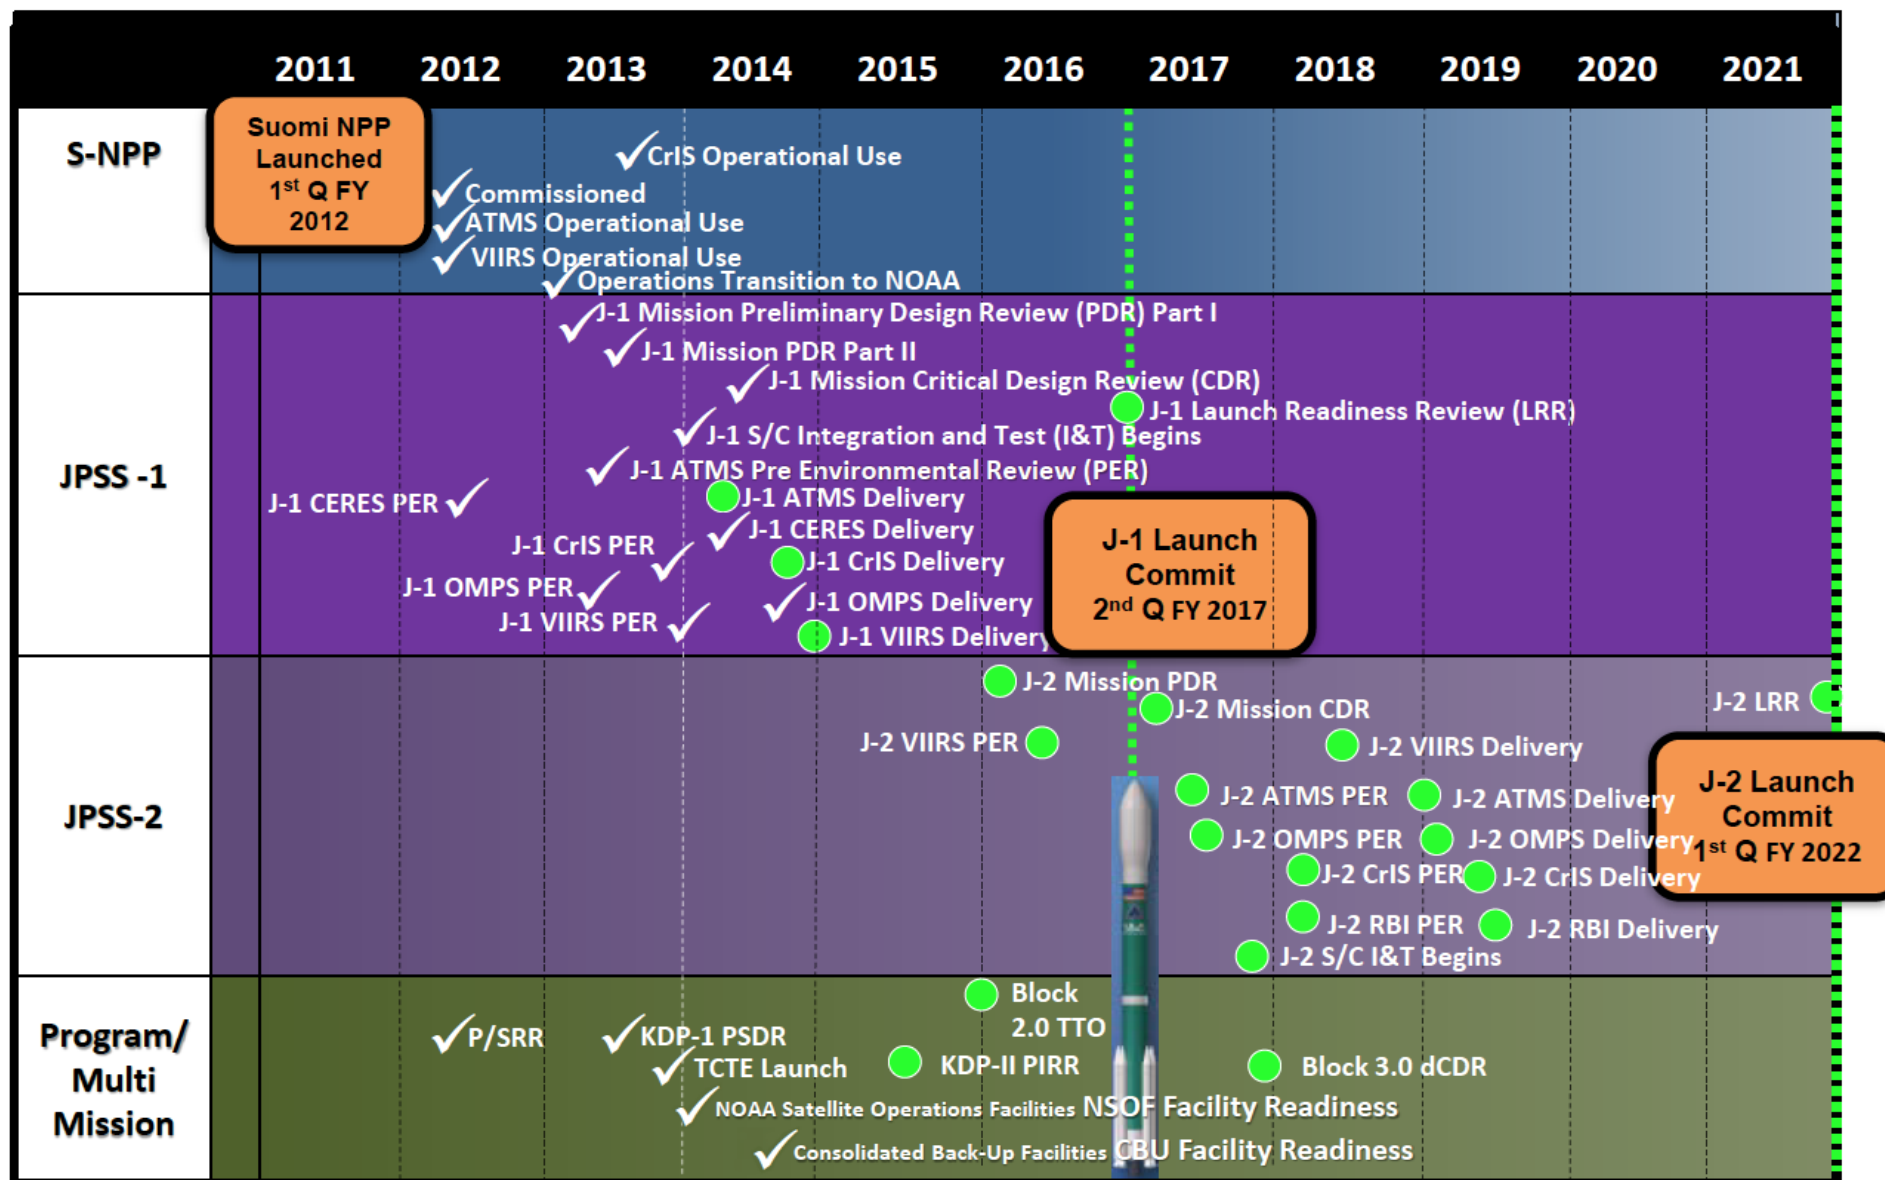 2011 2012 2013 2014 2015 2016 2017 2018 2019 2020 2021
S-NPP
Suomi NPP
Launched
1st Q FY
2012
CrIS Operational Use
Commissioned
ATMS Operational Use
VIIRS Operational Use
Operations Transition to NOAA
JPSS -1
J-1 Mission Preliminary Design Review (PDR) Part I
J-1 Mission PDR Part II
J-1 Mission Critical Design Review (CDR)
J-1 Launch Readiness Review (LRR)
J-1 S/C Integration and Test (I&T) Begins
J-1 ATMS Pre Environmental Review (PER)
J-1 CERES PER
J-1 ATMS Delivery
J-1 CERES Delivery
J-1 CrIS PER
J-1 CrIS Delivery
J-1 OMPS PER
J-1 OMPS Delivery
J-1 VIIRS PER
J-1 VIIRS Delivery
J-1 Launch
Commit
2nd Q FY 2017
JPSS-2
J-2 Mission PDR
J-2 Mission CDR
J-2 LRR
J-2 VIIRS PER
J-2 VIIRS Delivery
J-2 ATMS PER
J-2 ATMS Delivery
J-2 OMPS PER
J-2 OMPS Delivery
J-2 CrIS PER
J-2 CrIS Delivery
J-2 RBI PER
J-2 RBI Delivery
J-2 S/C I&T Begins
J-2 Launch
Commit
1st Q FY 2022
Program/
Multi
Mission
Block
2.0 TTO
P/SRR
KDP-1 PSDR
TCTE Launch
KDP-II PIRR
Block 3.0 dCDR
NOAA Satellite Operations Facilities NSOF Facility Readiness
Consolidated Back-Up Facilities CBU Facility Readiness